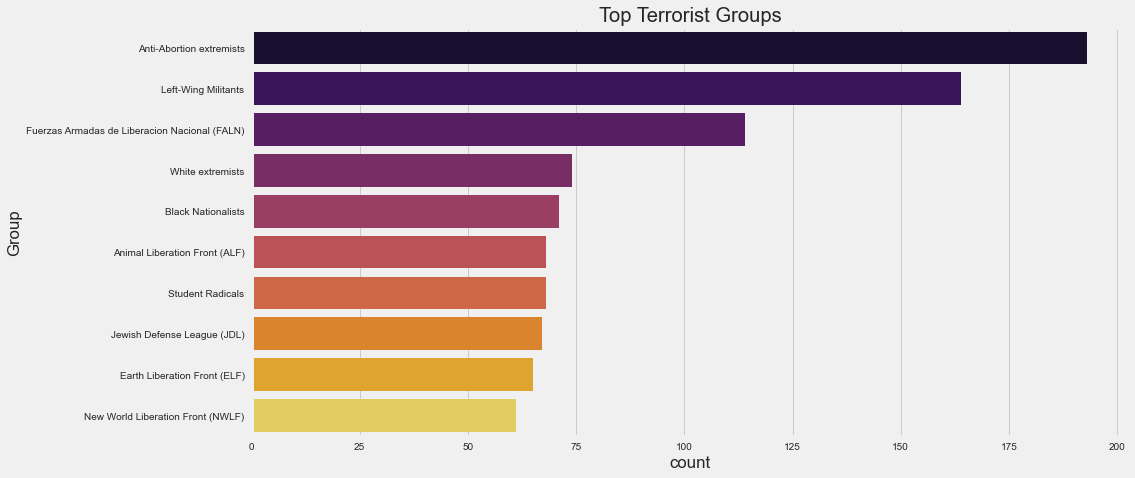 Top Terrorist Groups
Group
Anti-Abortion extremists
Left-Wing Militants
Fuerzas Armadas de Liberacion Nacional (FALN)
White extremists
Black Nationalists
Animal Liberation Front (ALF)
Student Radicals
Jewish Defense League (JDL)
Earth Liberation Front (ELF)
New World Liberation Front (NWLF)
0 25 50 75 100 125 150 175 200
count